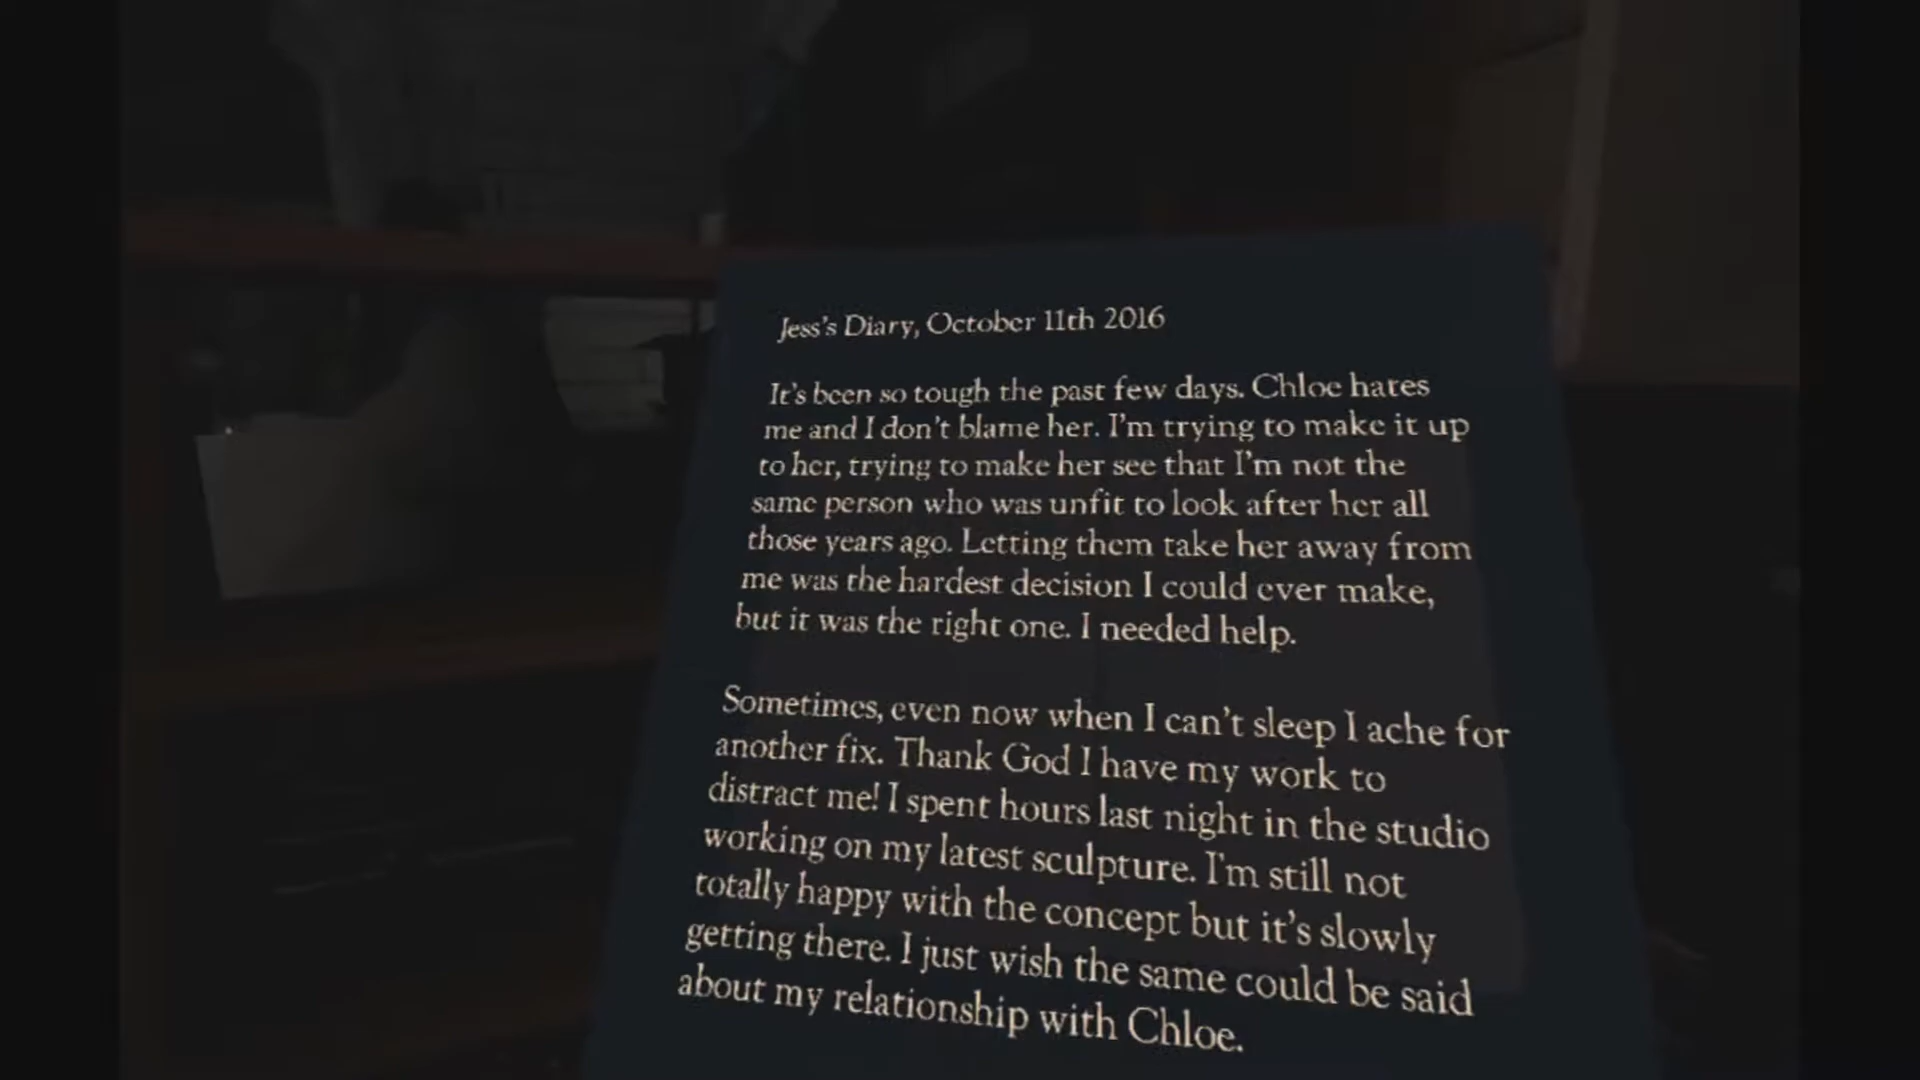 Jess's Diary, October 11th 2016
It's been so tough the past few days. Chloe hates
me and I don't blame her. I'm trying to make it up
to her, trying to make her see that I'm not the
same person who was unfit to look after her all
those years ago. Letting them take her away from
me was the hardest decision I could ever make,
but it was the right one. I needed help.
Sometimes, even now when I can't sleep I ache for
another fix. Thank God I have my work to
distract me! I spent hours last night in the studio
working on my latest sculpture. I'm still not
totally happy with the concept but it's slowly
getting there. I just wish the same could be said
about my relationship with Chloe.